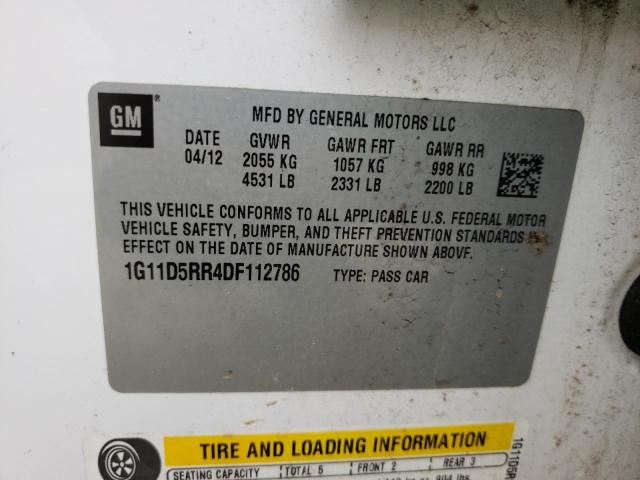 GM ®
MFD BY GENERAL MOTORS LLC
DATE GVWR GAWR FRT GAWR RR
04/12 2055 KG 1057 KG 998 KG
4531 LB 2331 LB 2200 LB
THIS VEHICLE CONFORMS TO ALL APPLICABLE U.S. FEDERAL MOTOR
VEHICLE SAFETY, BUMPER, AND THEFT PREVENTION STANDARDS IN
EFFECT ON THE DATE OF MANUFACTURE SHOWN ABOVE.
1G11D5RR4DF112786 TYPE: PASS CAR
TIRE AND LOADING INFORMATION
SEATING CAPACITY TOTAL 5 FRONT 2 REAR 3
1G11D5R